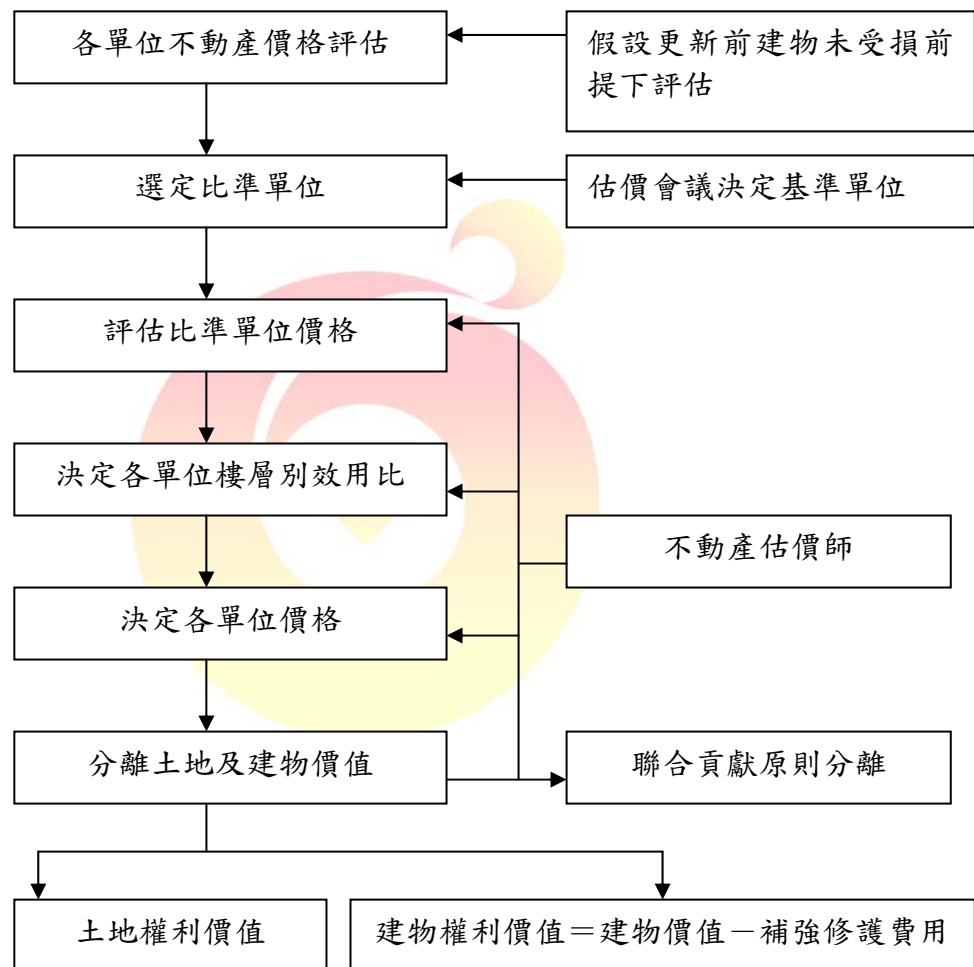 各單位不動產價格評估
假設更新前建物未受損前
提下評估
選定比準單位
估價會議決定基準單位
評估比準單位價格
決定各單位樓層別效用比
不動產估價師
決定各單位價格
分離土地及建物價值
聯合貢獻原則分離
土地權利價值
建物權利價值＝建物價值－補強修護費用